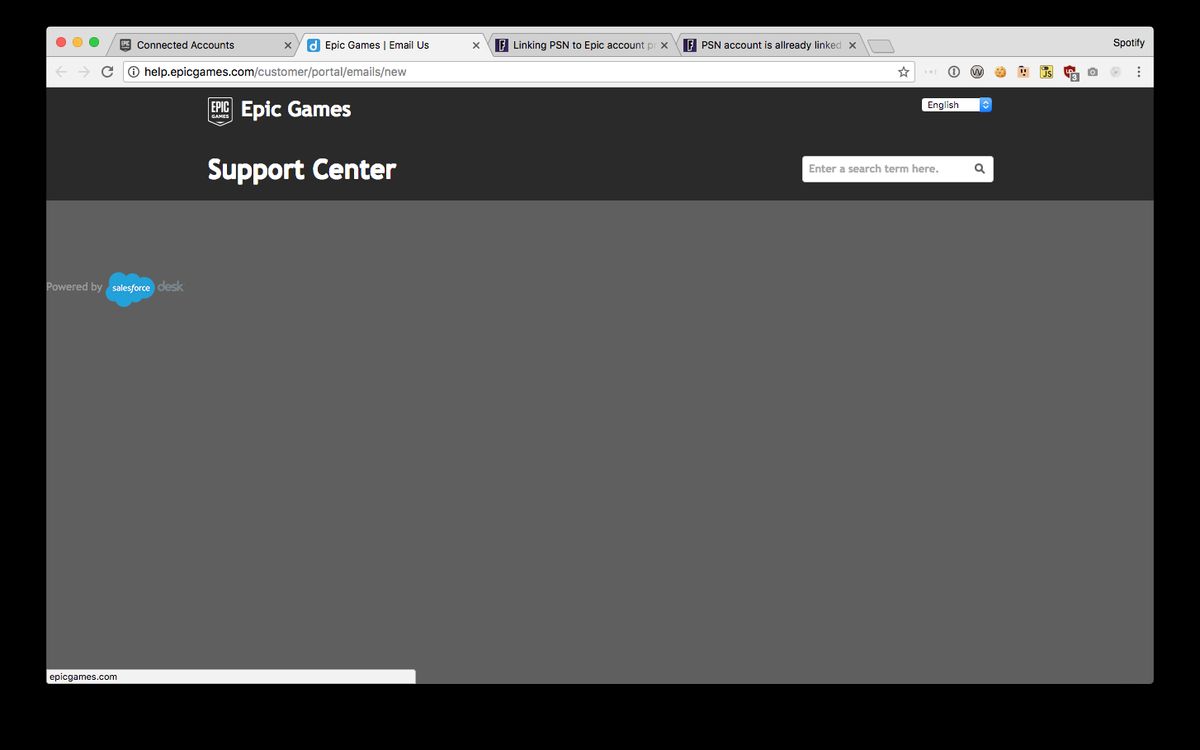 Connected Accounts
Epic Games | Email Us
Linking PSN to Epic account pr
PSN account is allready linked
Spotify
help.epicgames.com/customer/portal/emails/new
JS
3
EPIC
GAMES
Epic Games
English
Support Center
Enter a search term here.
Powered by salesforce desk
epicgames.com